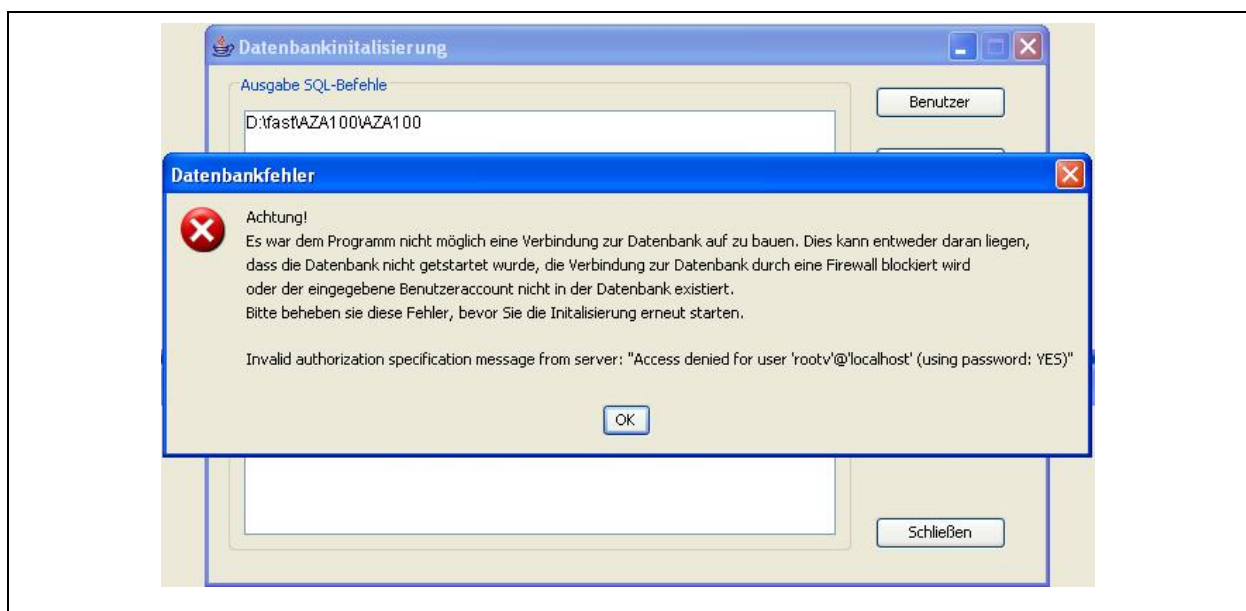 Datenbankinitalisierung
Ausgabe SQL-Befehle
Benutzer
D:\fast\AZA100\AZA100
Datenbankfehler
Achtung!
Es war dem Programm nicht möglich eine Verbindung zur Datenbank auf zu bauen. Dies kann entweder daran liegen,
dass die Datenbank nicht getstartet wurde, die Verbindung zur Datenbank durch eine Firewall blockiert wird
oder der eingegebene Benutzeraccount nicht in der Datenbank existiert.
Bitte beheben sie diese Fehler, bevor Sie die Initalisierung erneut starten.
Invalid authorization specification message from server: "Access denied for user 'rootv'@'localhost' (using password: YES)"
OK
Schließen